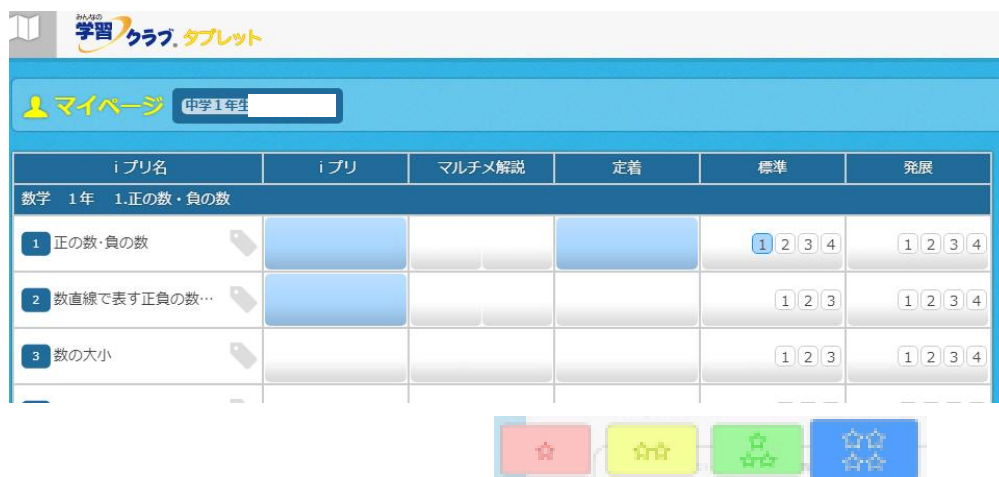 みんなの
学習クラブ®タブレット
マイページ 中学1年生
iプリ名 iプリ マルチメ解説 定着 標準 発展
数学 1年 1.正の数・負の数
1 正の数・負の数 1 2 3 4 1 2 3 4
2 数直線で表す正負の数… 1 2 3 1 2 3 4
3 数の大小 1 2 3 1 2 3 4